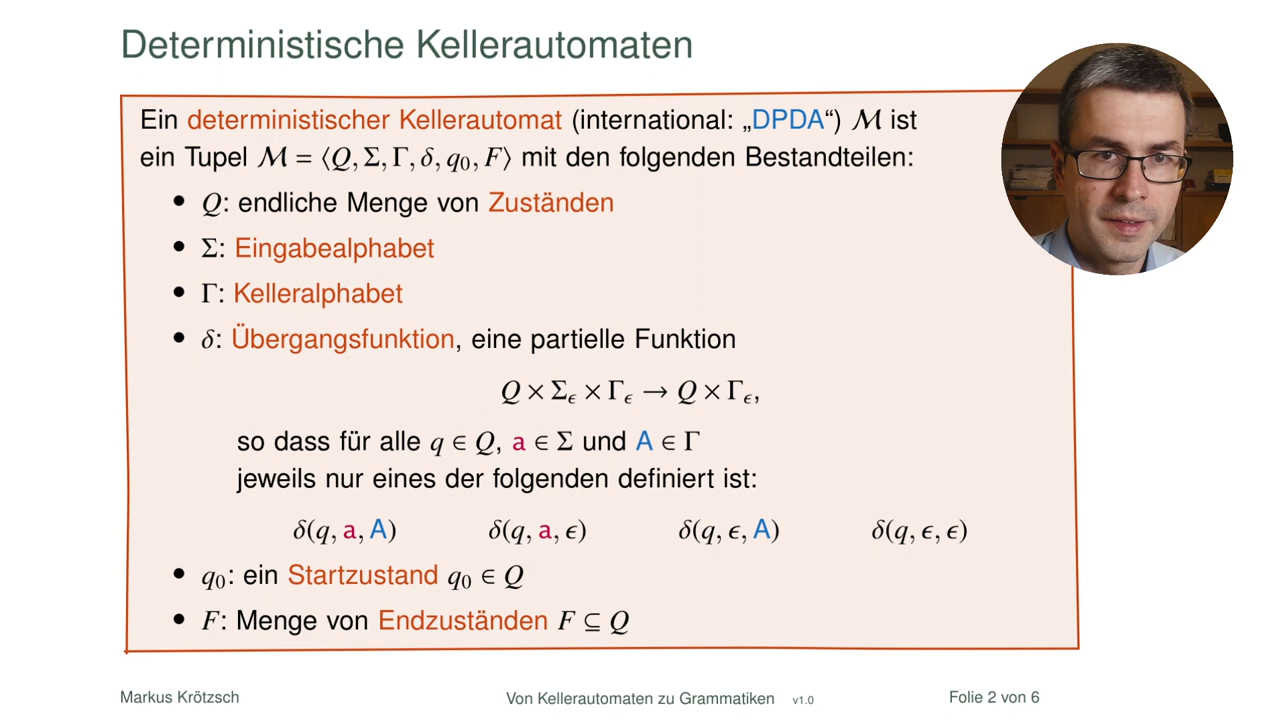 Deterministische Kellerautomaten
Ein deterministischer Kellerautomat (international: „DPDA“) ℳ ist
ein Tupel ℳ = ⟨Q, Σ, Γ, δ, q₀, F⟩ mit den folgenden Bestandteilen:
• Q: endliche Menge von Zuständen
• Σ: Eingabealphabet
• Γ: Kelleralphabet
• δ: Übergangsfunktion, eine partielle Funktion
Q × Σ_ϵ × Γ_ϵ → Q × Γ_ϵ,
so dass für alle q ∈ Q, a ∈ Σ und A ∈ Γ
jeweils nur eines der folgenden definiert ist:
δ(q, a, A) δ(q, a, ϵ) δ(q, ϵ, A) δ(q, ϵ, ϵ)
• q₀: ein Startzustand q₀ ∈ Q
• F: Menge von Endzuständen F ⊆ Q
Markus Krötzsch Von Kellerautomaten zu Grammatiken v1.0 Folie 2 von 6